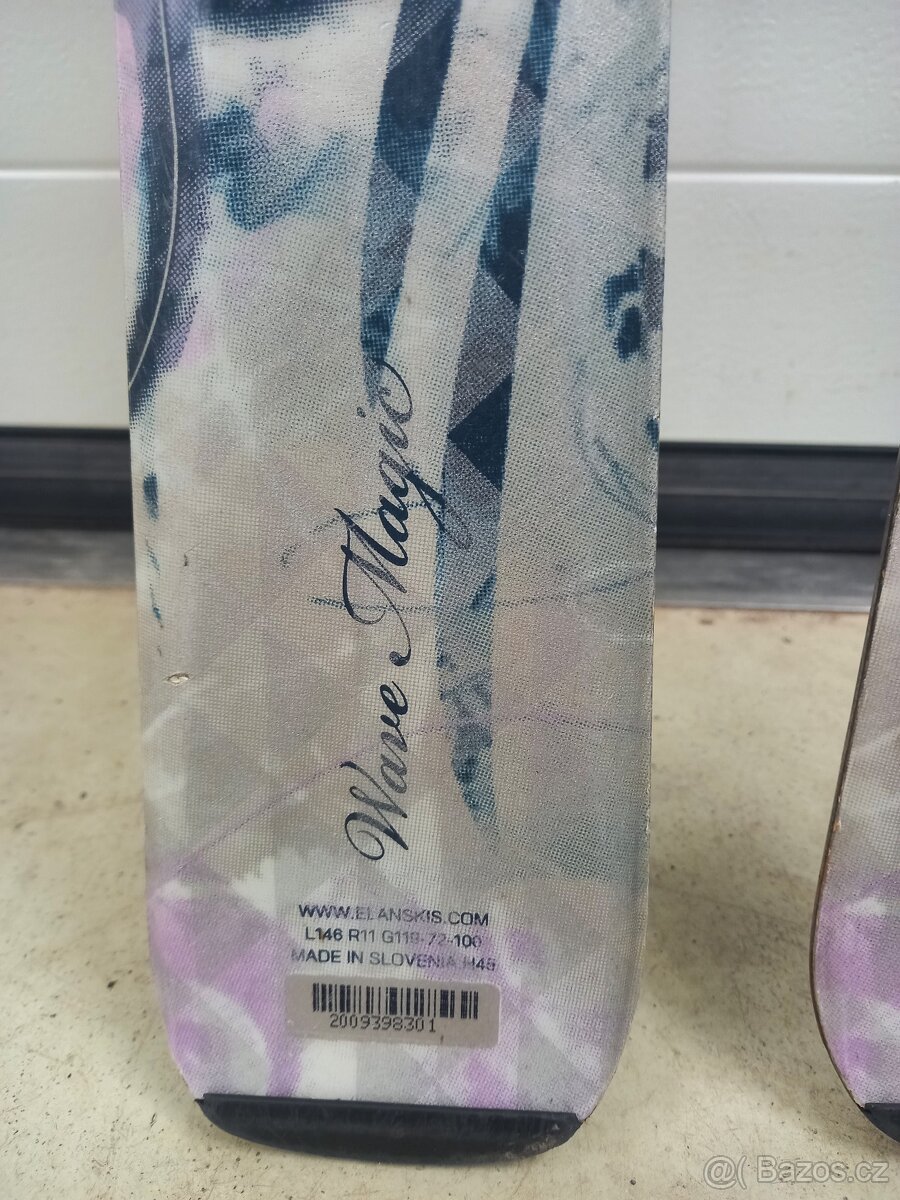 Wave Magic
WWW.ELANSKIS.COM
L146 R11 G119-72-100
MADE IN SLOVENIA H45
2009398301
@( Bazos.cz